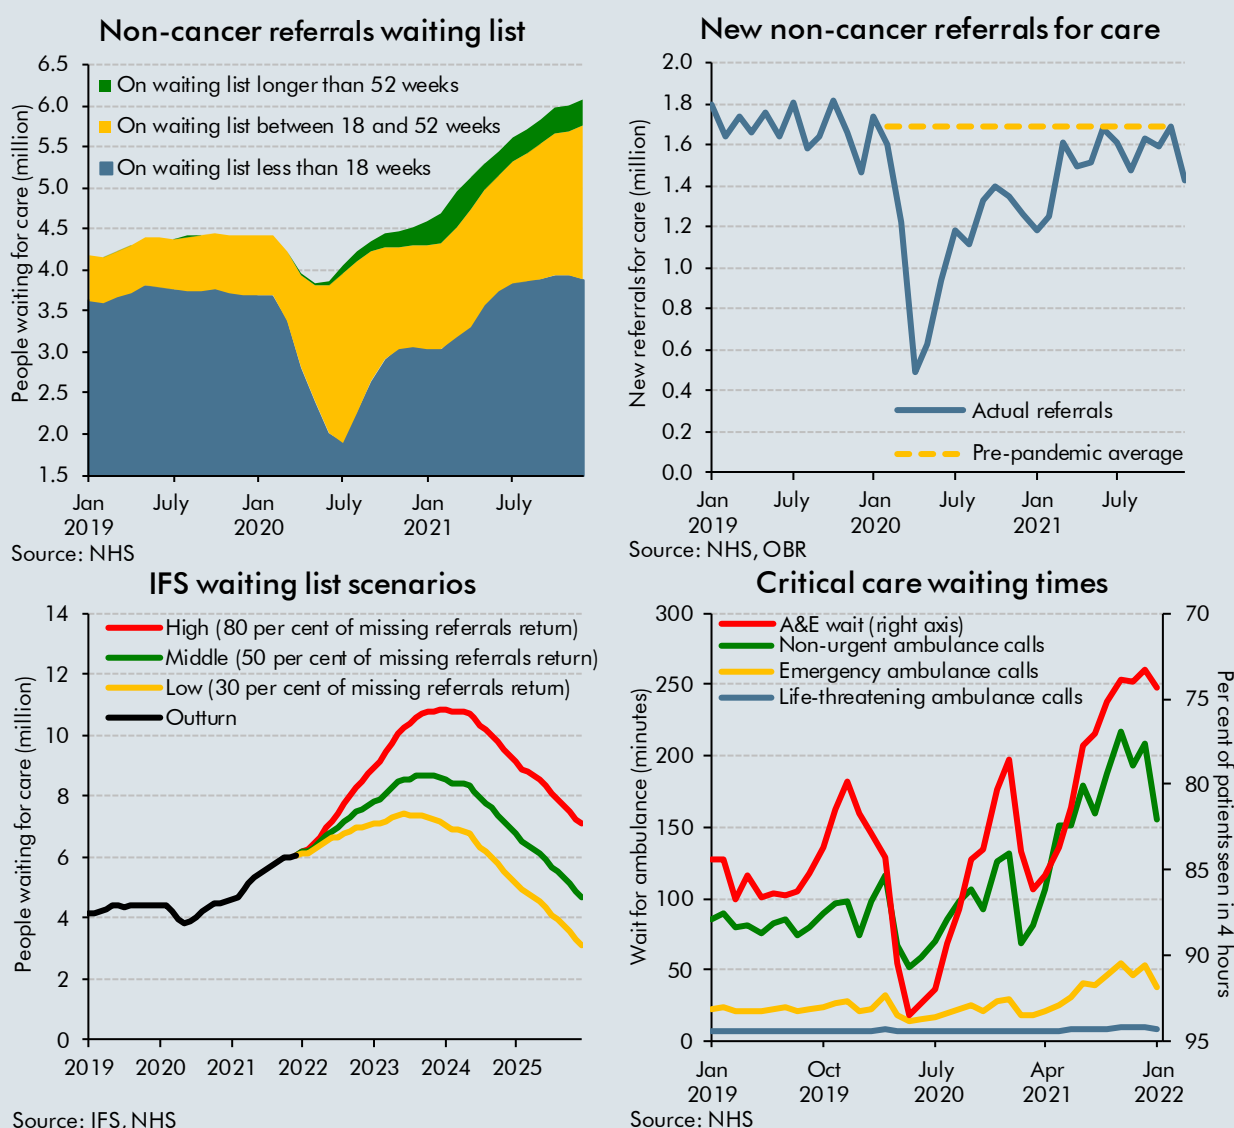 Non-cancer referrals waiting list
People waiting for care (million)
6.5
6.0
5.5
5.0
4.5
4.0
3.5
3.0
2.5
2.0
1.5
On waiting list longer than 52 weeks
On waiting list between 18 and 52 weeks
On waiting list less than 18 weeks
Jan July Jan July Jan July
2019 2020 2021
Source: NHS
New non-cancer referrals for care
New referrals for care (million)
2.0
1.8
1.6
1.4
1.2
1.0
0.8
0.6
0.4
0.2
0.0
Actual referrals
Pre-pandemic average
Jan July Jan July Jan July
2019 2020 2021
Source: NHS, OBR
IFS waiting list scenarios
People waiting for care (million)
14
12
10
8
6
4
2
0
High (80 per cent of missing referrals return)
Middle (50 per cent of missing referrals return)
Low (30 per cent of missing referrals return)
Outturn
2019 2020 2021 2022 2023 2024 2025
Source: IFS, NHS
Critical care waiting times
Wait for ambulance (minutes)
300
250
200
150
100
50
0
A&E wait (right axis)
Non-urgent ambulance calls
Emergency ambulance calls
Life-threatening ambulance calls
70
75
80
85
90
95
Per cent of patients seen in 4 hours
Jan Oct July Apr Jan
2019 2019 2020 2021 2022
Source: NHS